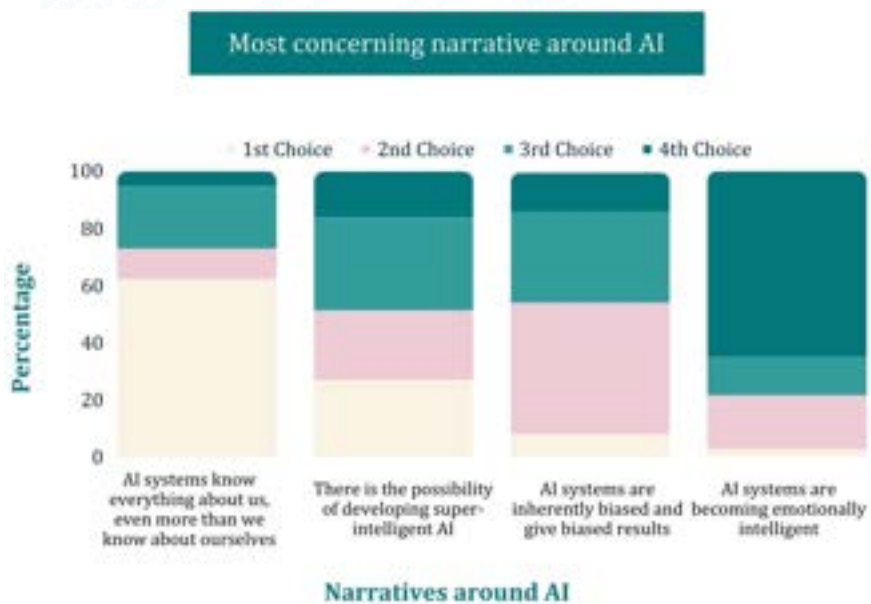 Most concerning narrative around AI
1st Choice 2nd Choice 3rd Choice 4th Choice
100
80
60
40
20
0
Percentage
AI systems know
everything about us,
even more than we
know about ourselves
There is the possibility
of developing super-
intelligent AI
AI systems are
inherently biased and
give biased results
AI systems are
becoming emotionally
intelligent
Narratives around AI